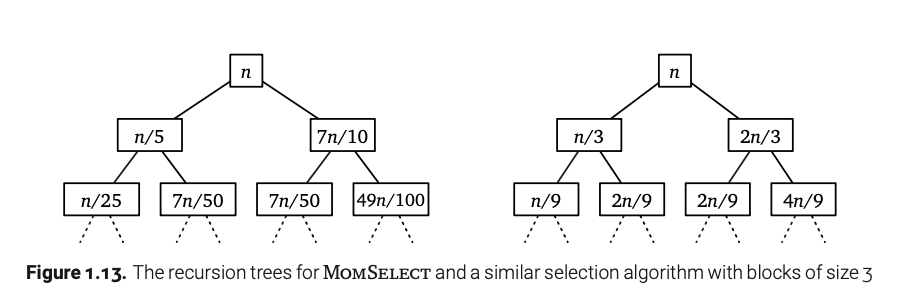 n n
n/5 7n/10 n/3 2n/3
n/25 7n/50 7n/50 49n/100 n/9 2n/9 2n/9 4n/9
Figure 1.13. The recursion trees for MOMSELECT and a similar selection algorithm with blocks of size 3